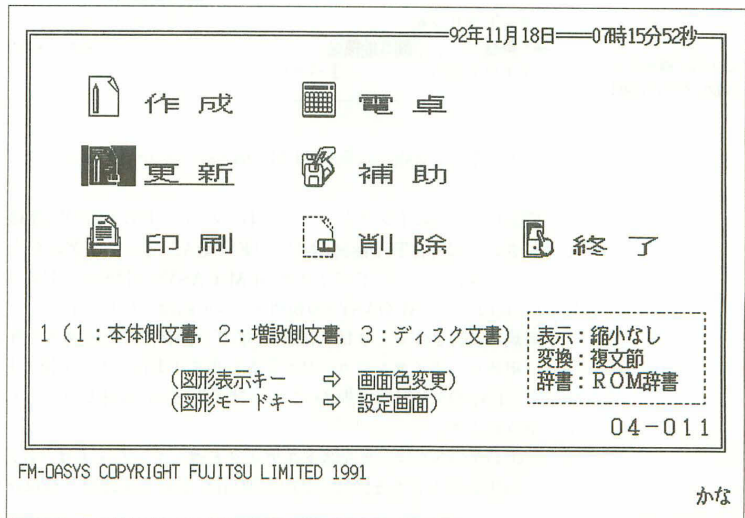 92年11月18日 07時15分52秒
作成 電卓
更新 補助
印刷 削除 終了
1（1：本体側文書，2：増設側文書，3：ディスク文書）
表示：縮小なし
変換：複文節
辞書：ROM辞書
（図形表示キー ⇨ 画面色変更）
（図形モードキー ⇨ 設定画面）
04-011
FM-OASYS COPYRIGHT FUJITSU LIMITED 1991
かな